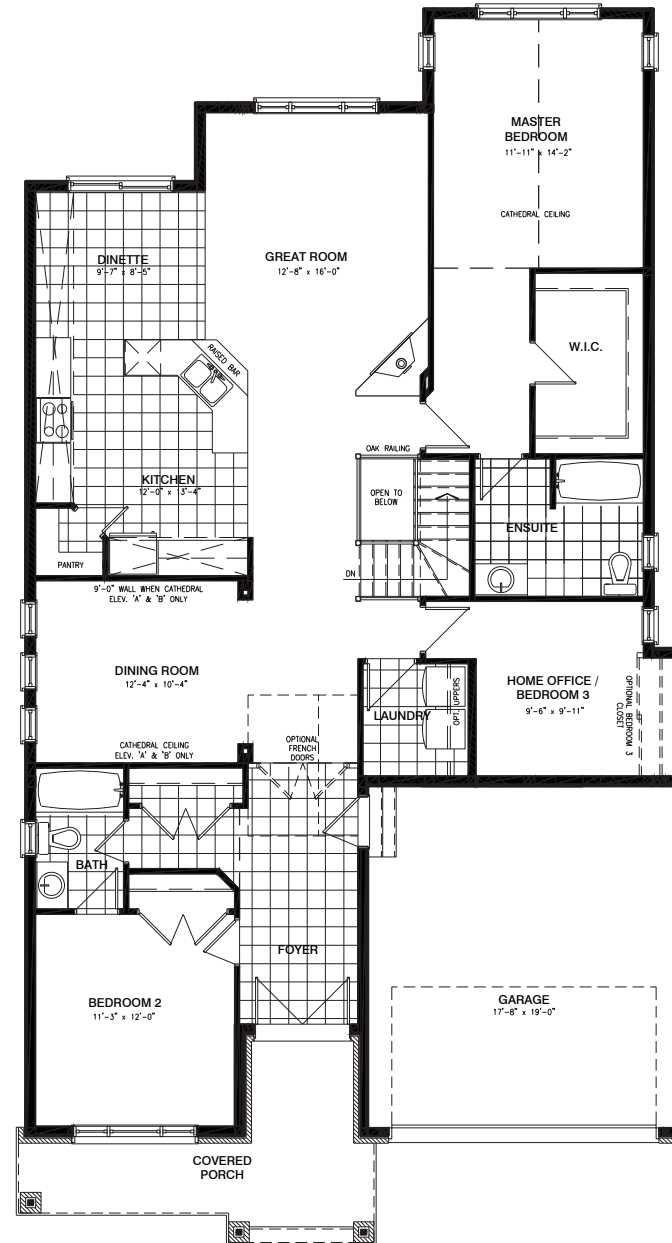 MASTER
BEDROOM
11'-11" x 14'-2"
CATHEDRAL CEILING
DINETTE
9'-7" x 8'-5"
GREAT ROOM
12'-8" x 16'-0"
W.I.C.
RAISED BAR
OAK RAILING
KITCHEN
12'-0" x 13'-4"
OPEN TO
BELOW
ENSUITE
PANTRY
DN
9'-0" WALL WHEN CATHEDRAL
ELEV. 'A' & 'B' ONLY
DINING ROOM
12'-4" x 10'-4"
HOME OFFICE /
BEDROOM 3
9'-6" x 9'-11"
OPTIONAL BEDROOM 3
CLOSET
LAUNDRY
OPT. UPPERS
CATHEDRAL CEILING
ELEV. 'A' & 'B' ONLY
OPTIONAL
FRENCH
DOORS
BATH
FOYER
BEDROOM 2
11'-3" x 12'-0"
GARAGE
17'-8" x 19'-0"
COVERED
PORCH